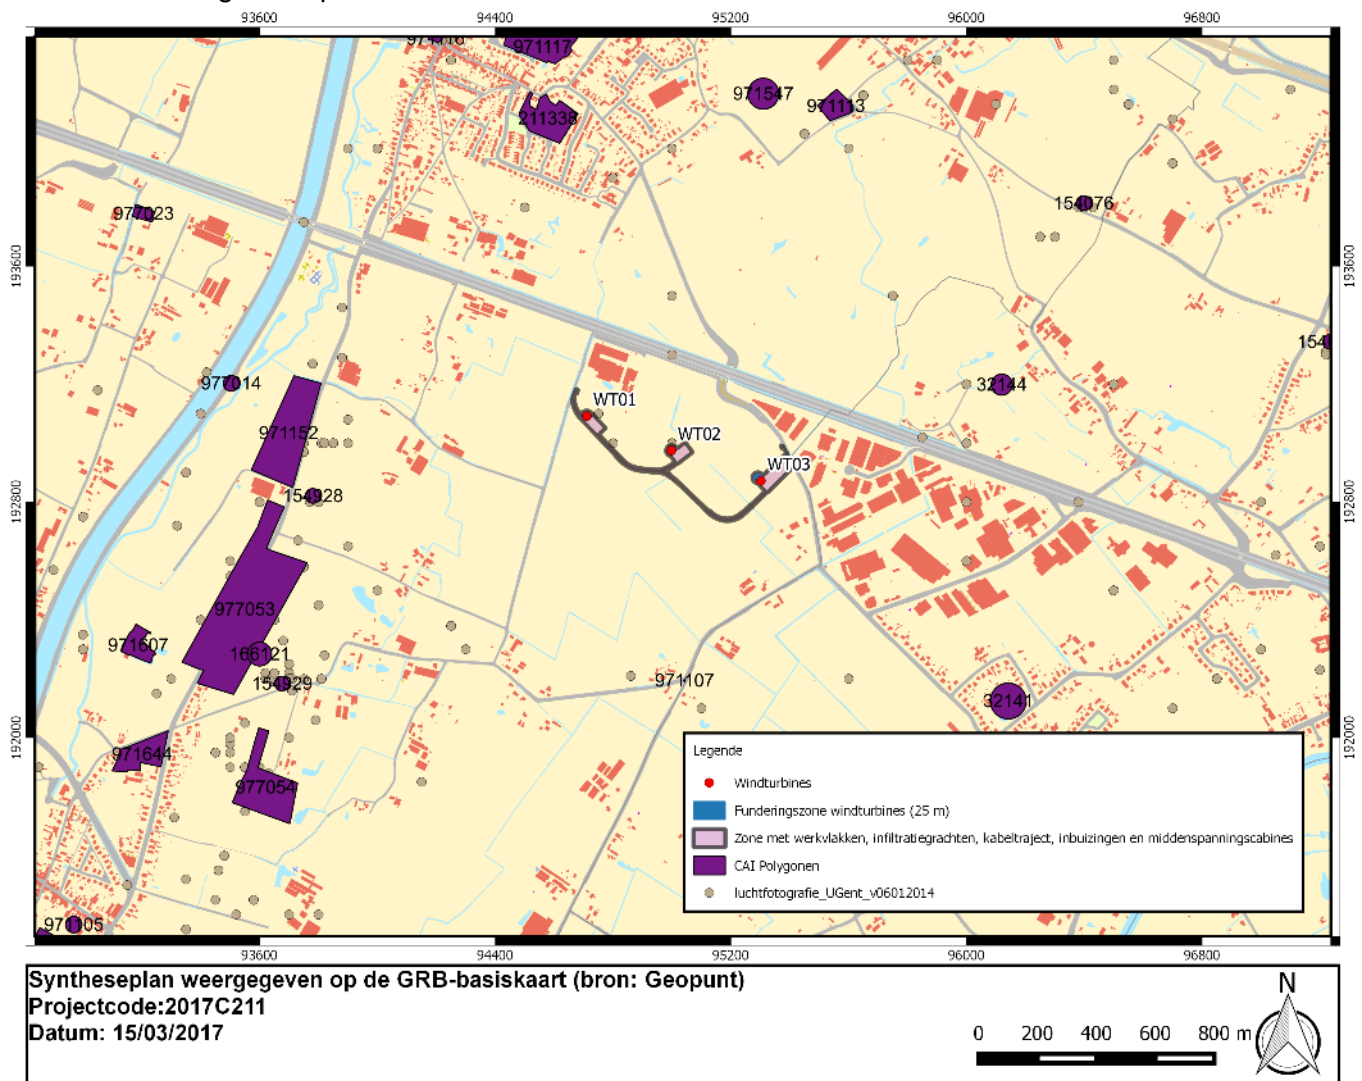 93600 94400 95200 96000 96800
971117
971547
971113
211338
154076
977023
193600 193600
32144
977014
WT01
971152
WT02
WT03
154928
192800 192800
977053
971607
166121
154929
971107
32141
192000 192000
971644
977054
971105
Legende
Windturbines
Funderingszone windturbines (25 m)
Zone met werkvlakken, infiltratiegrachten, kabeltraject, inbuizingen en middenspanningscabines
CAI Polygonen
luchtfotografie_UGent_v06012014
93600 94400 95200 96000 96800
Syntheseplan weergegeven op de GRB-basiskaart (bron: Geopunt)
Projectcode:2017C211
Datum: 15/03/2017
N
0 200 400 600 800 m